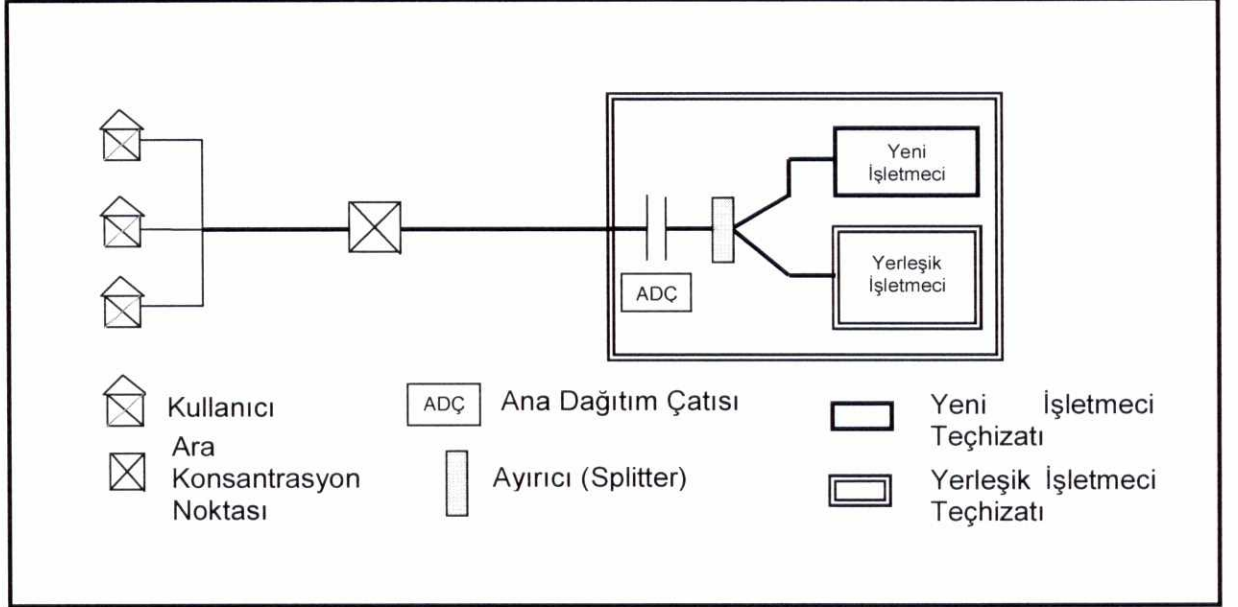 Yeni
İşletmeci
Yerleşik
İşletmeci
ADÇ
Kullanıcı
Ara
Konsantrasyon
Noktası
ADÇ
Ana Dağıtım Çatısı
Ayırıcı (Splitter)
Yeni İşletmeci
Teçhizatı
Yerleşik İşletmeci
Teçhizatı